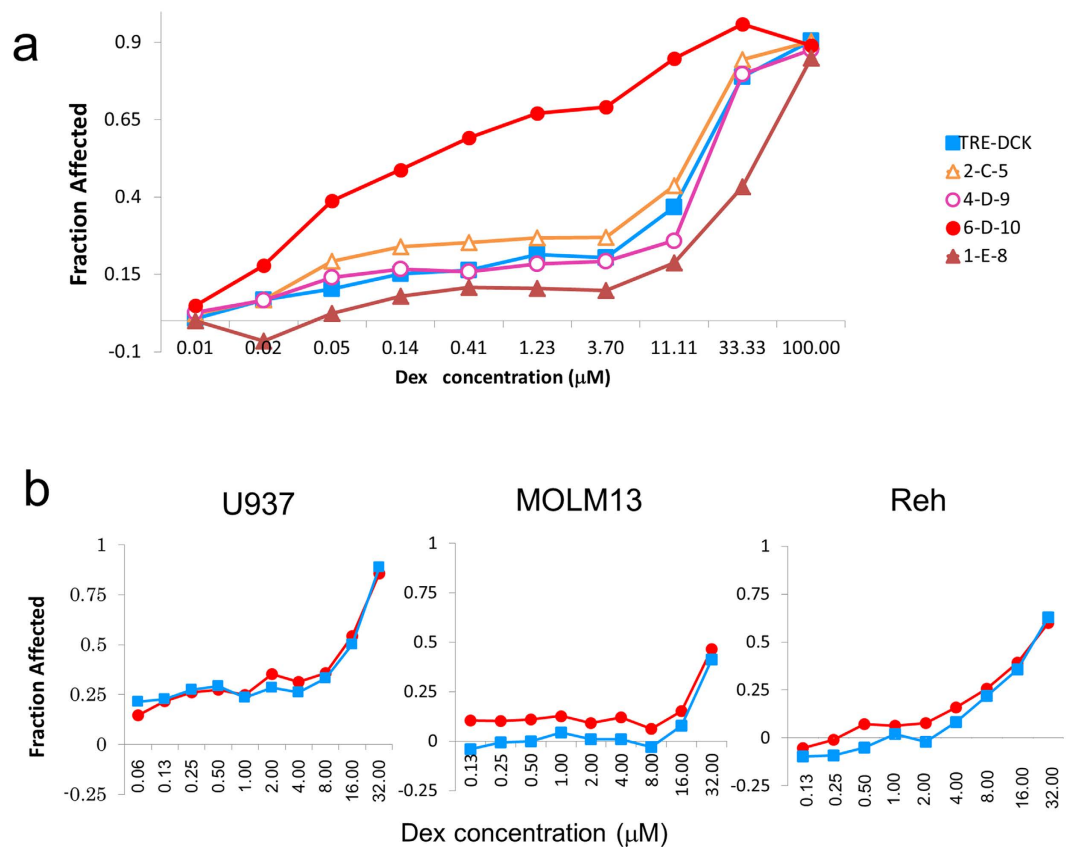 a
Fraction Affected
0.9
0.65
0.4
0.15
-0.1
0.01 0.02 0.05 0.14 0.41 1.23 3.70 11.11 33.33 100.00
Dex concentration (μM)
TRE-DCK
2-C-5
4-D-9
6-D-10
1-E-8
b
U937
Fraction Affected
1
0.75
0.5
0.25
0
-0.25
0.06 0.13 0.25 0.50 1.00 2.00 4.00 8.00 16.00 32.00
MOLM13
1
0.75
0.5
0.25
0
-0.25
0.13 0.25 0.50 1.00 2.00 4.00 8.00 16.00 32.00
Reh
1
0.75
0.5
0.25
0
-0.25
0.13 0.25 0.50 1.00 2.00 4.00 8.00 16.00 32.00
Dex concentration (μM)